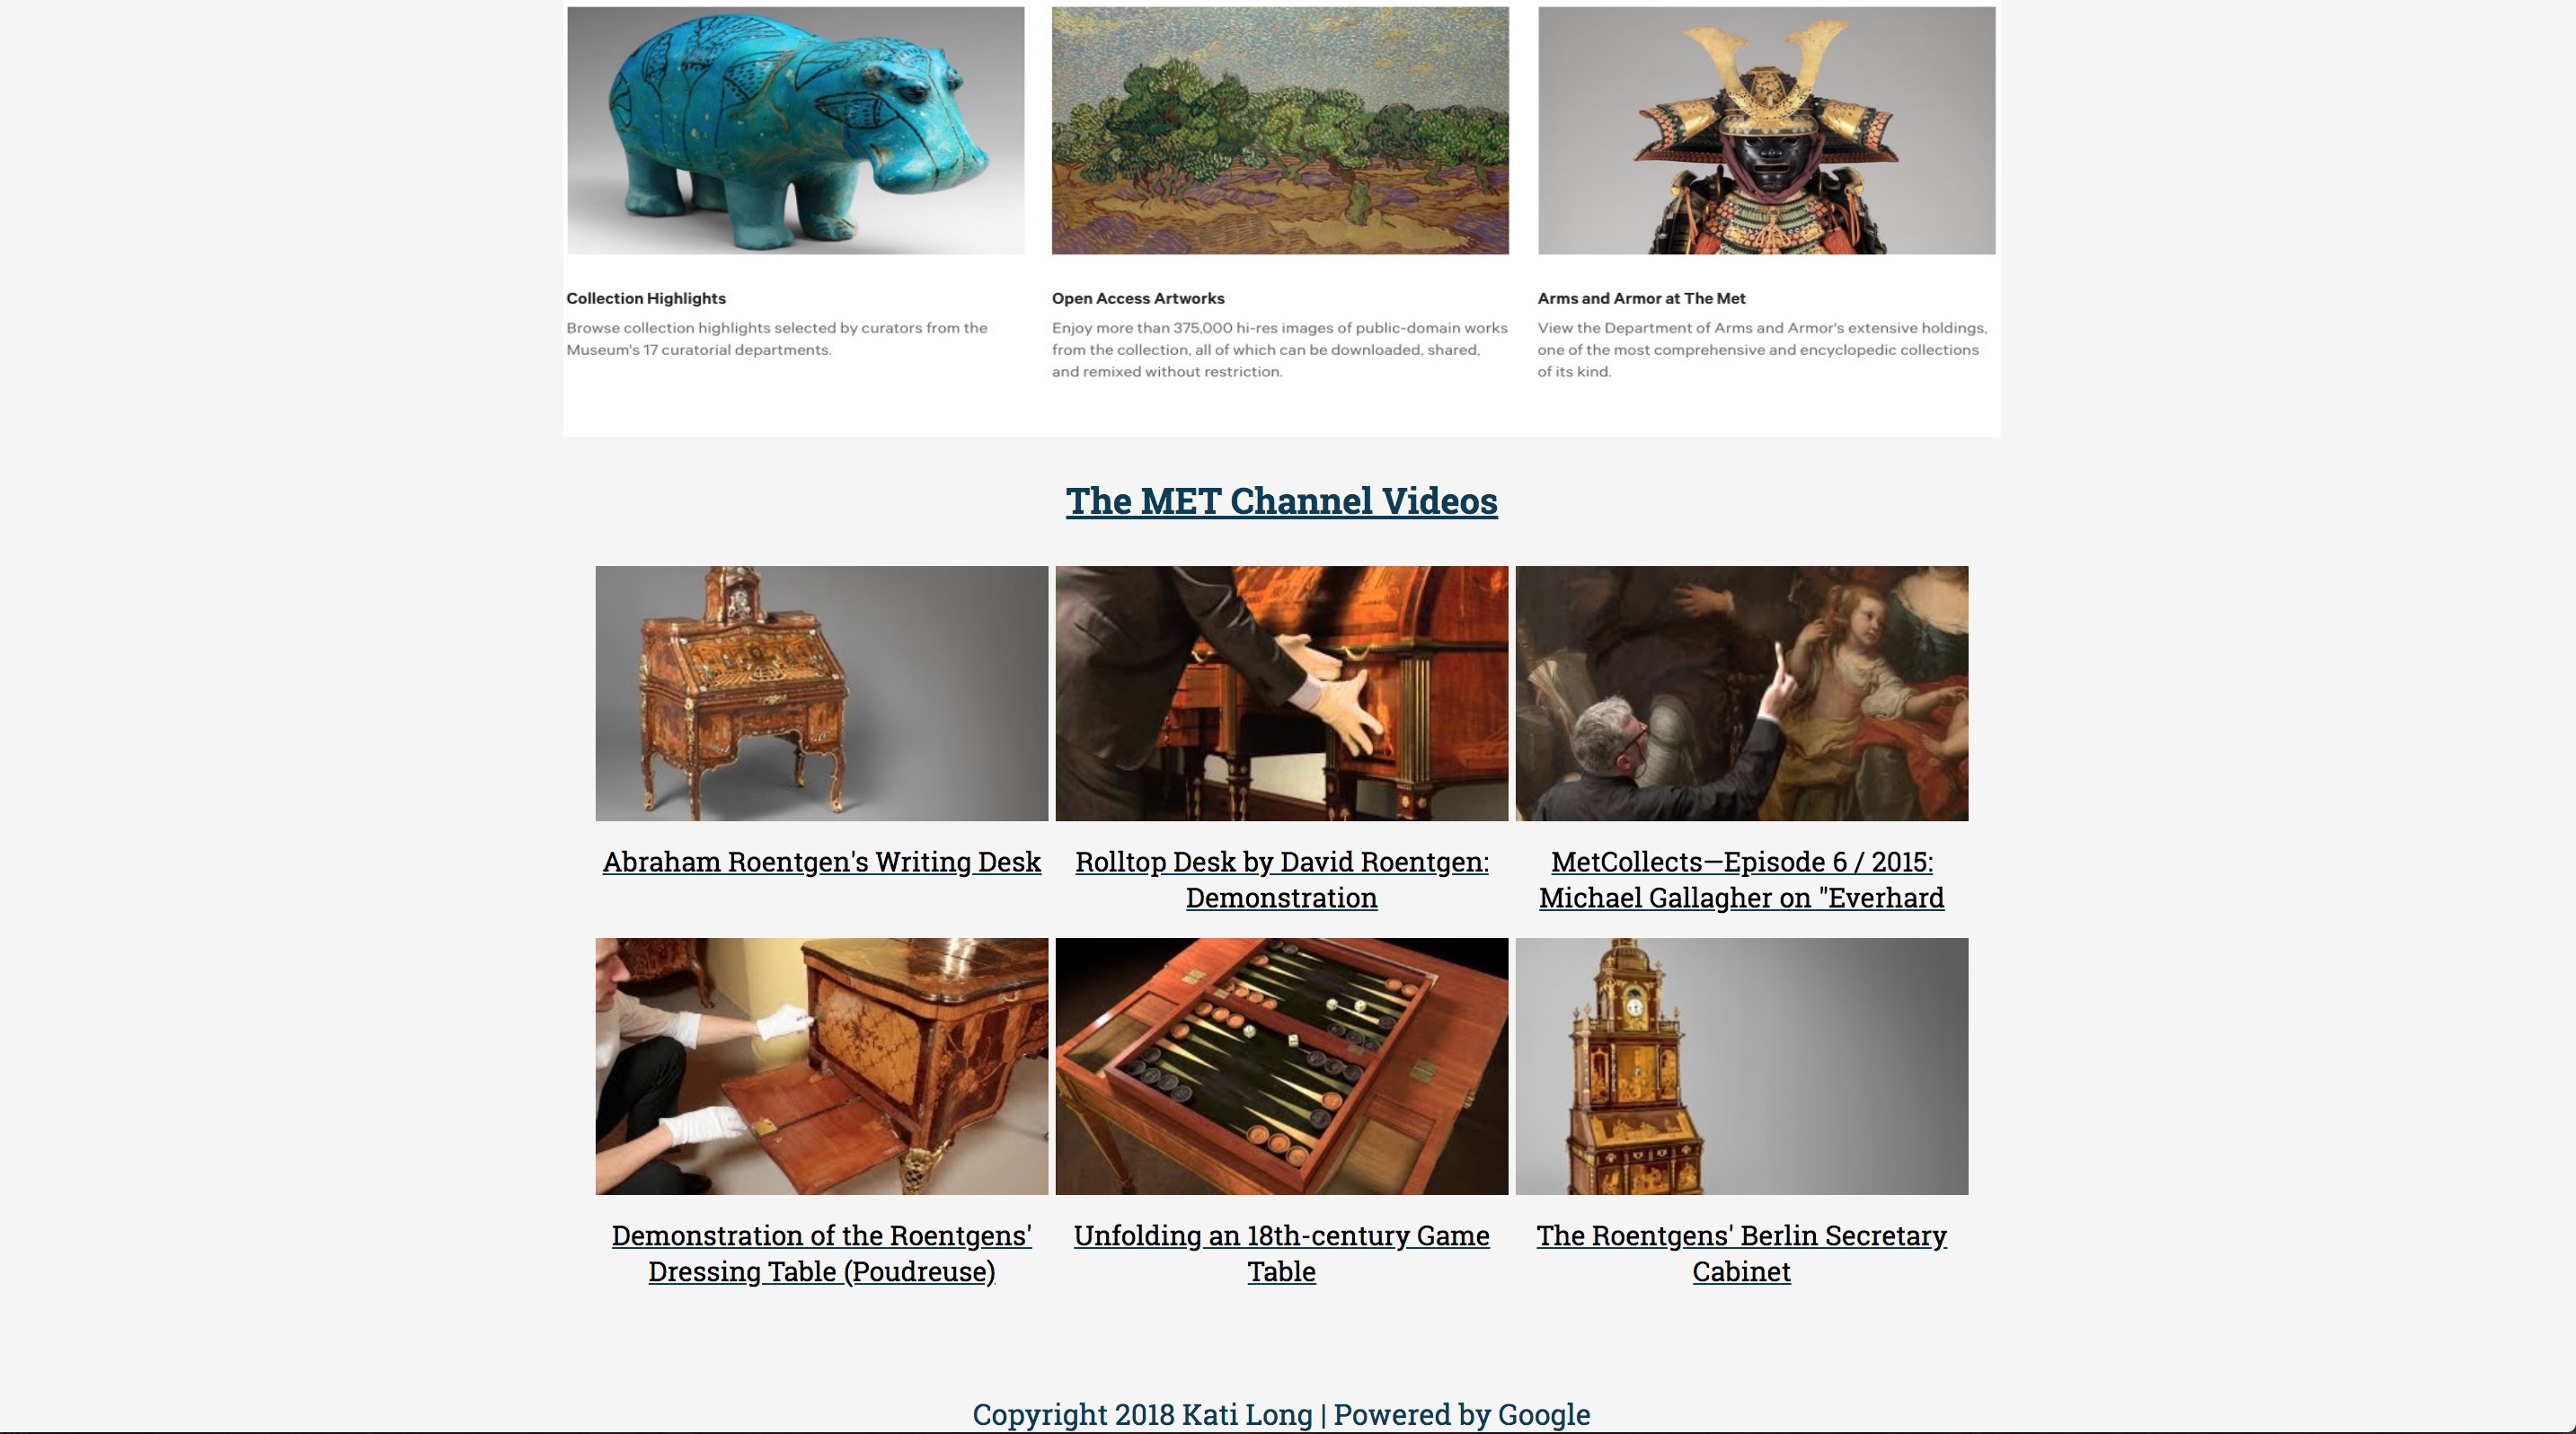 Collection Highlights
Browse collection highlights selected by curators from the
Museum's 17 curatorial departments.
Open Access Artworks
Enjoy more than 375,000 hi-res images of public-domain works
from the collection, all of which can be downloaded, shared,
and remixed without restriction.
Arms and Armor at The Met
View the Department of Arms and Armor's extensive holdings,
one of the most comprehensive and encyclopedic collections
of its kind.
The MET Channel Videos
Abraham Roentgen's Writing Desk
Rolltop Desk by David Roentgen:
Demonstration
MetCollects—Episode 6 / 2015:
Michael Gallagher on "Everhard
Demonstration of the Roentgens'
Dressing Table (Poudreuse)
Unfolding an 18th-century Game
Table
The Roentgens' Berlin Secretary
Cabinet
Copyright 2018 Kati Long | Powered by Google